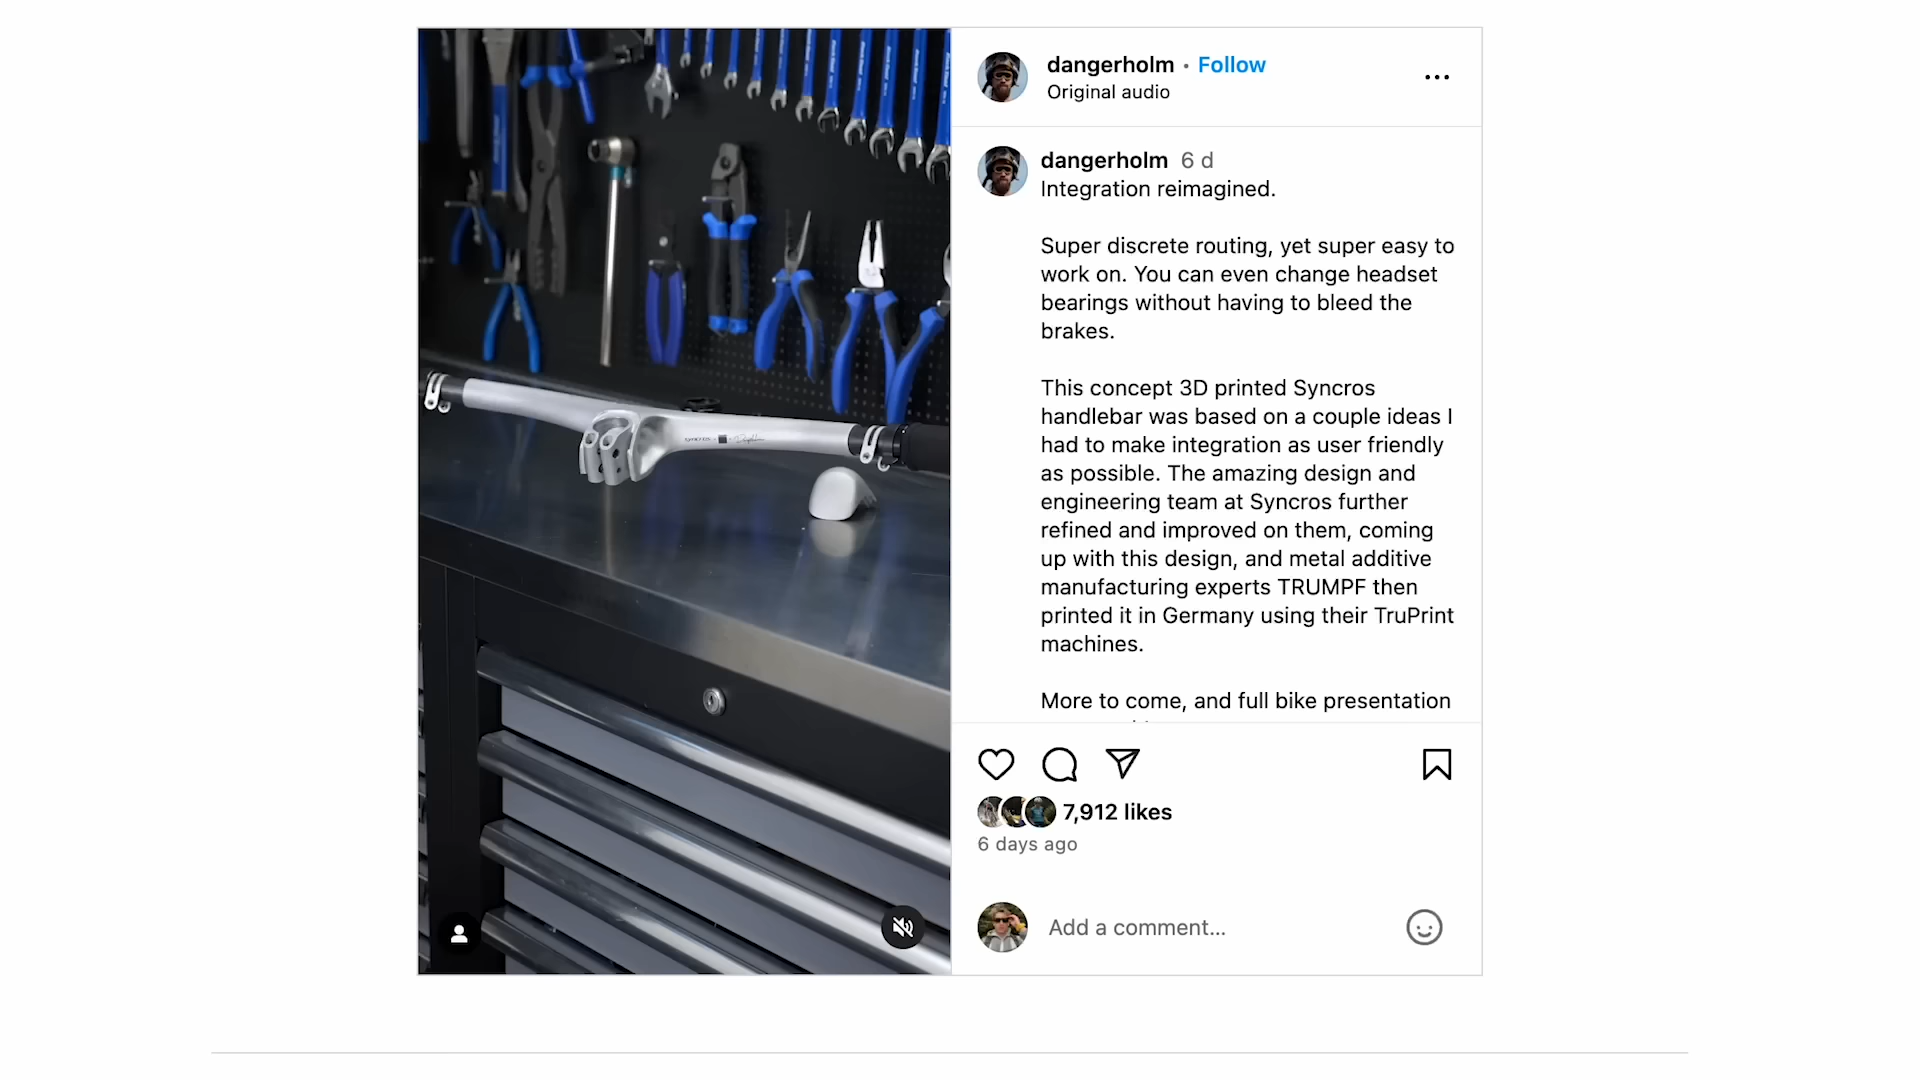 dangerholm • Follow
Original audio
dangerholm 6 d
Integration reimagined.
Super discrete routing, yet super easy to
work on. You can even change headset
bearings without having to bleed the
brakes.
This concept 3D printed Syncros
handlebar was based on a couple ideas I
had to make integration as user friendly
as possible. The amazing design and
engineering team at Syncros further
refined and improved on them, coming
up with this design, and metal additive
manufacturing experts TRUMPF then
printed it in Germany using their TruPrint
machines.
More to come, and full bike presentation
7,912 likes
6 days ago
Add a comment...